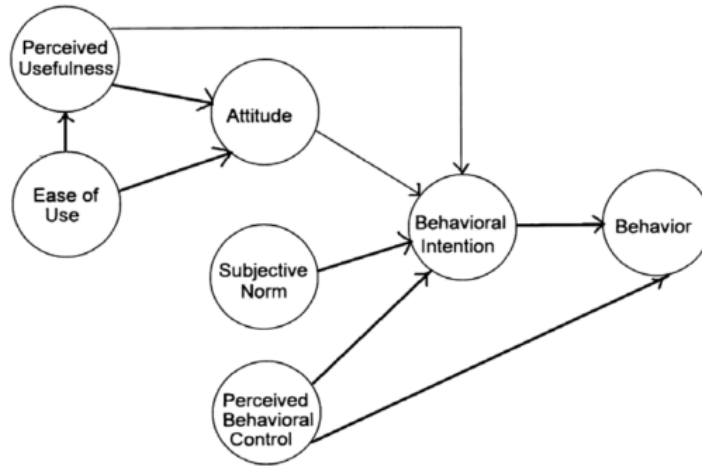 Perceived
Usefulness
Attitude
Ease of
Use
Behavioral
Intention
Behavior
Subjective
Norm
Perceived
Behavioral
Control